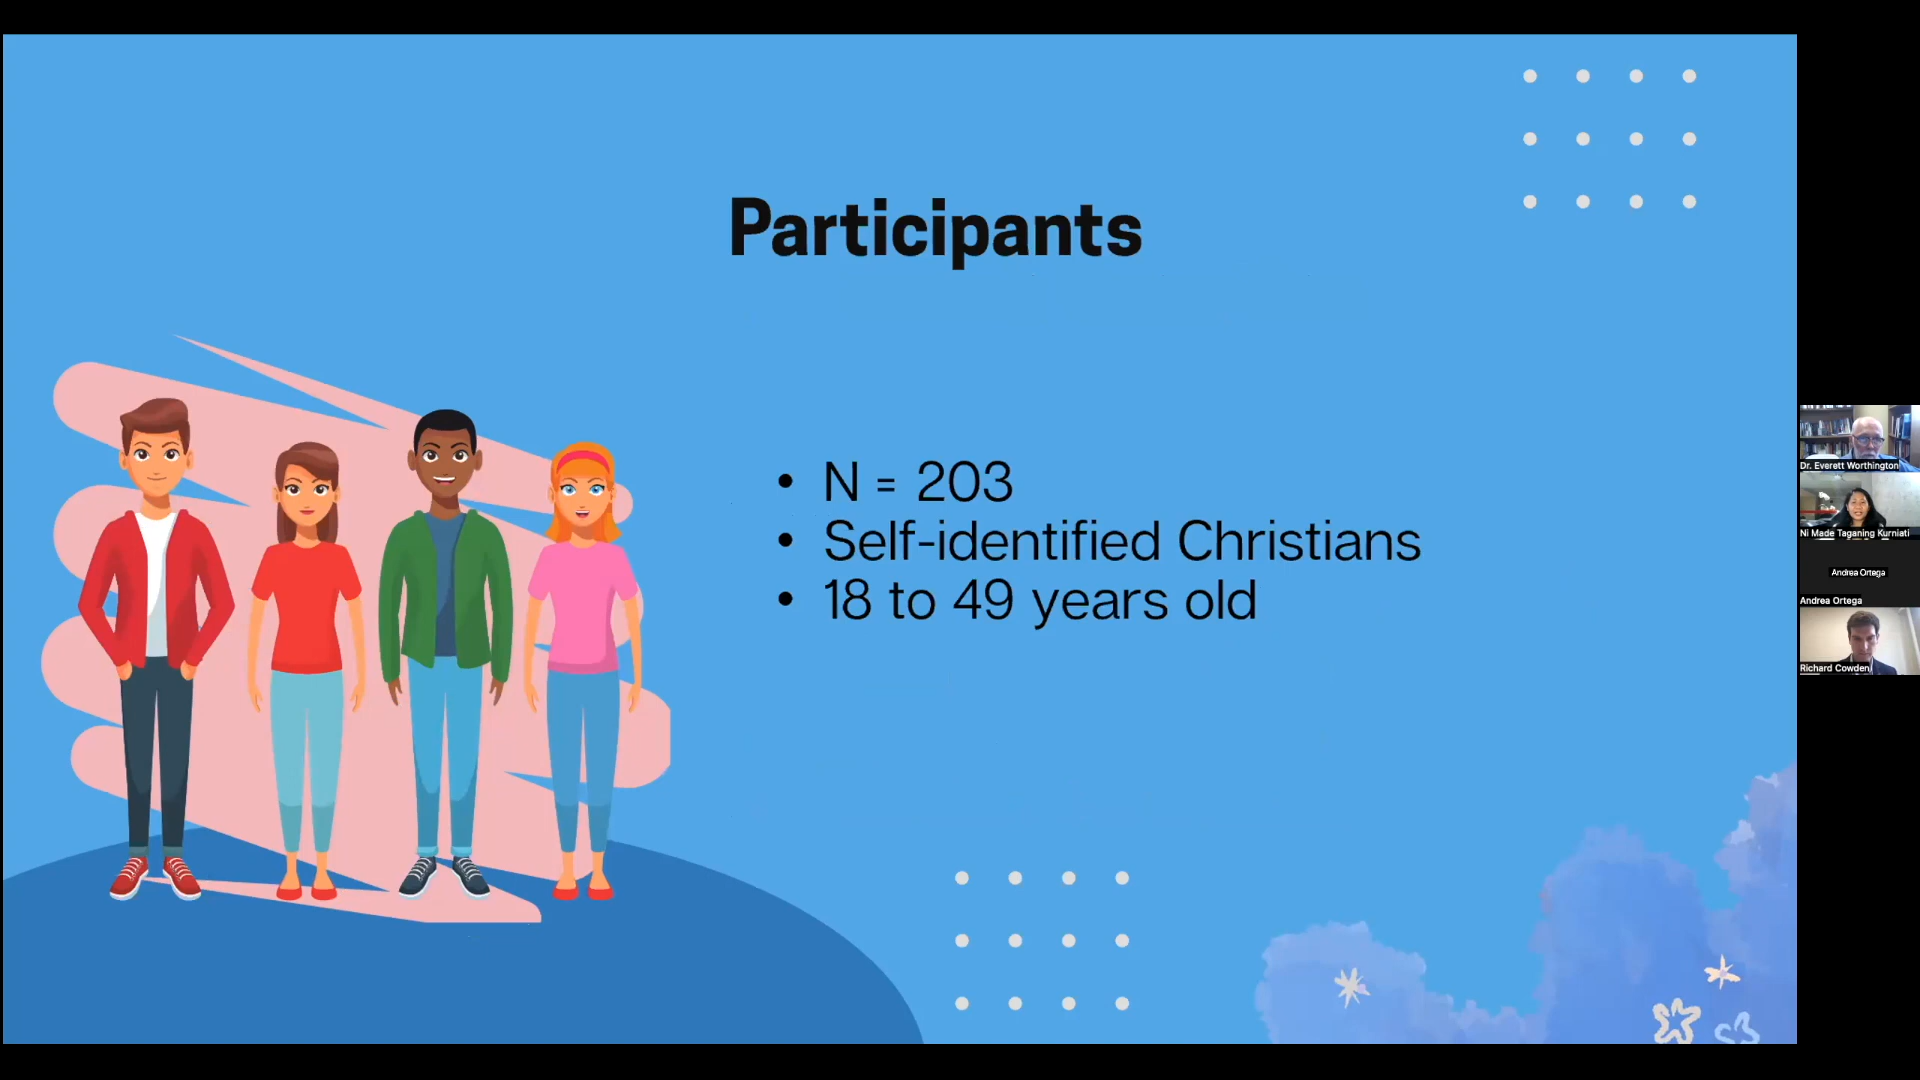 Participants
• N = 203
• Self-identified Christians
• 18 to 49 years old
Dr. Everett Worthington
Ni Made Taganing Kurniati
Andrea Ortega
Andrea Ortega
Richard Cowden